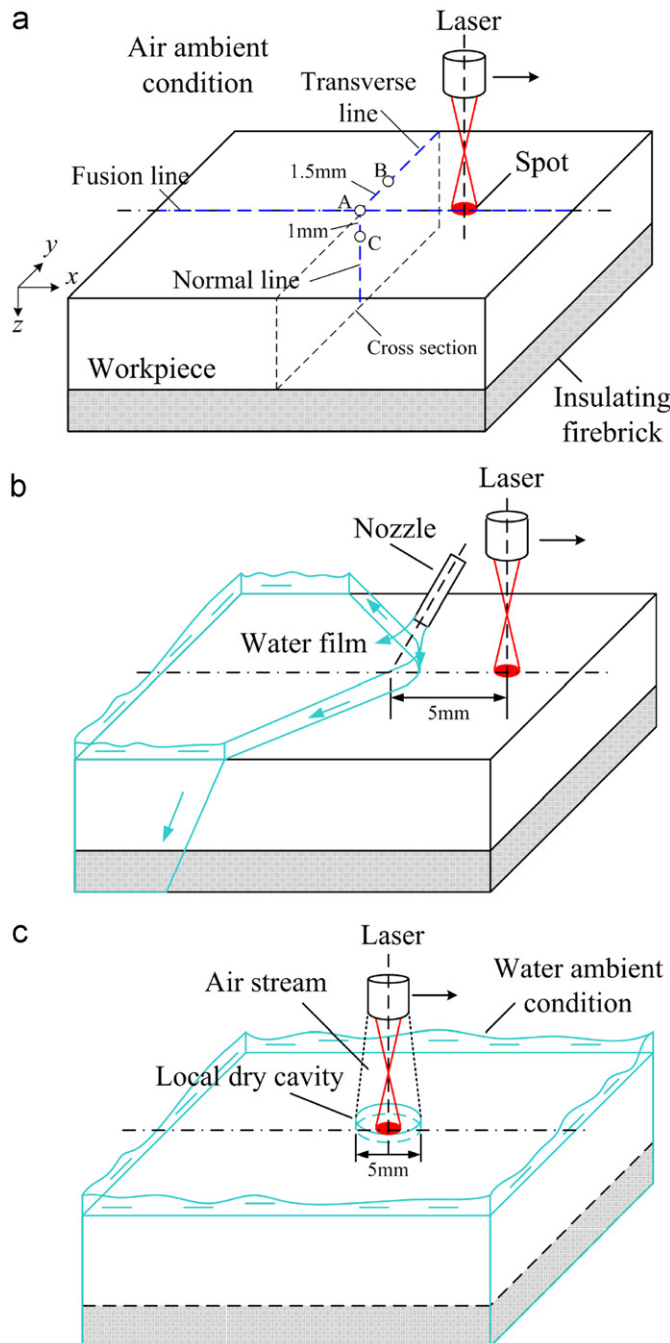 a
Laser
Air ambient
condition
Transverse
line
Spot
Fusion line
1.5mm
B
A
1mm
C
y
x
z
Normal line
Cross section
Workpiece
Insulating
firebrick
b
Laser
Nozzle
Water film
5mm
c
Laser
Air stream
Water ambient
condition
Local dry cavity
5mm